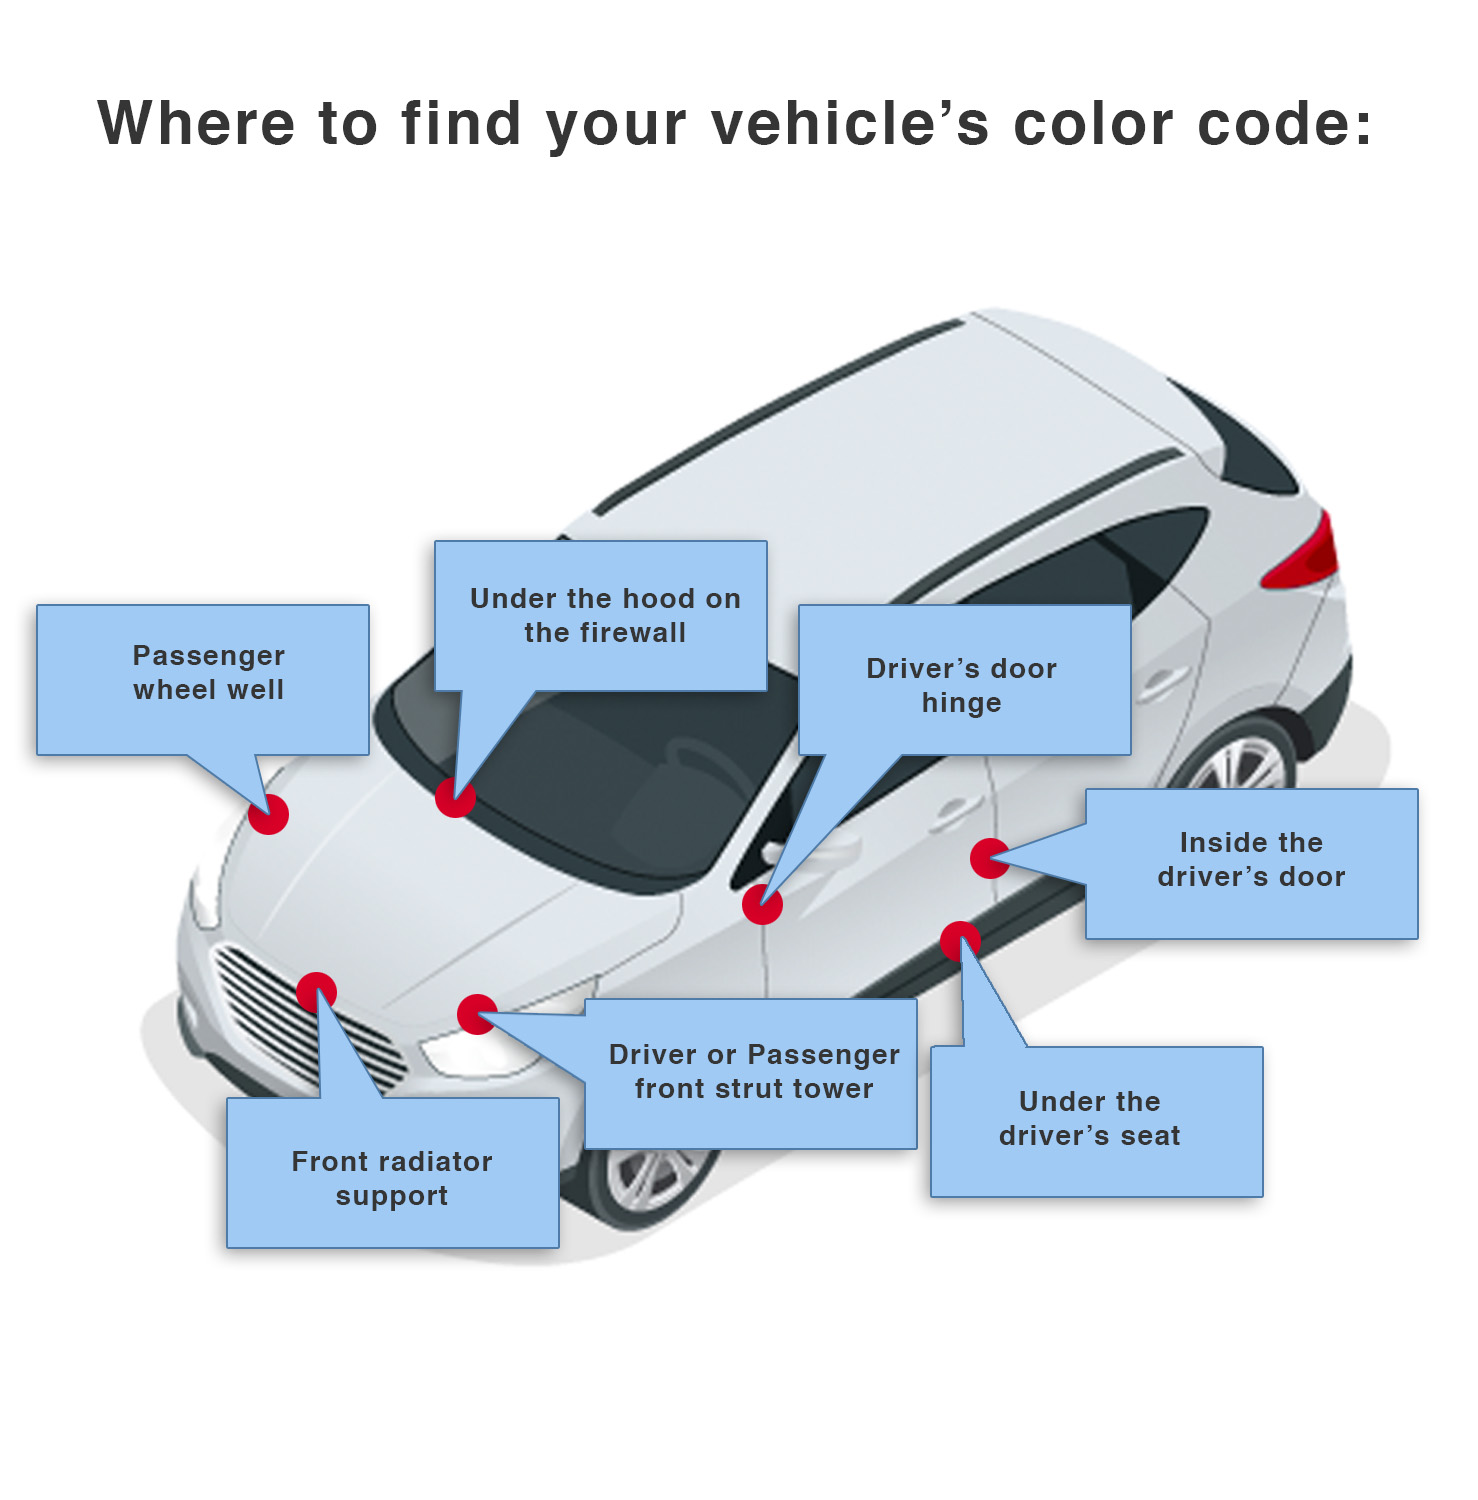 Where to find your vehicle’s color code:
Under the hood on
the firewall
Passenger
wheel well
Driver’s door
hinge
Inside the
driver’s door
Driver or Passenger
front strut tower
Under the
driver’s seat
Front radiator
support